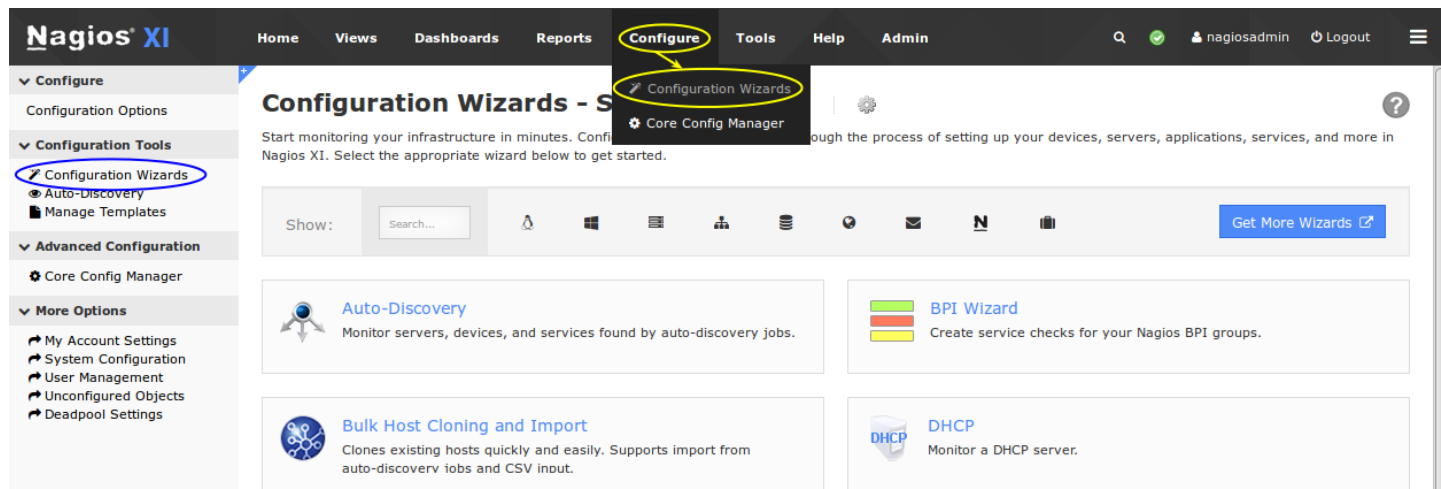 Nagios® XI
Home Views Dashboards Reports Configure Tools Help Admin nagiosadmin Logout
Configuration Wizards
Core Config Manager
Configure
Configuration Options
Configuration Tools
Configuration Wizards
Auto-Discovery
Manage Templates
Advanced Configuration
Core Config Manager
More Options
My Account Settings
System Configuration
User Management
Unconfigured Objects
Deadpool Settings
Configuration Wizards - S
Start monitoring your infrastructure in minutes. Confi ough the process of setting up your devices, servers, applications, services, and more in
Nagios XI. Select the appropriate wizard below to get started.
Show: Search... N Get More Wizards
Auto-Discovery
Monitor servers, devices, and services found by auto-discovery jobs.
BPI Wizard
Create service checks for your Nagios BPI groups.
Bulk Host Cloning and Import
Clones existing hosts quickly and easily. Supports import from
auto-discovery jobs and CSV input.
DHCP
DHCP
Monitor a DHCP server.